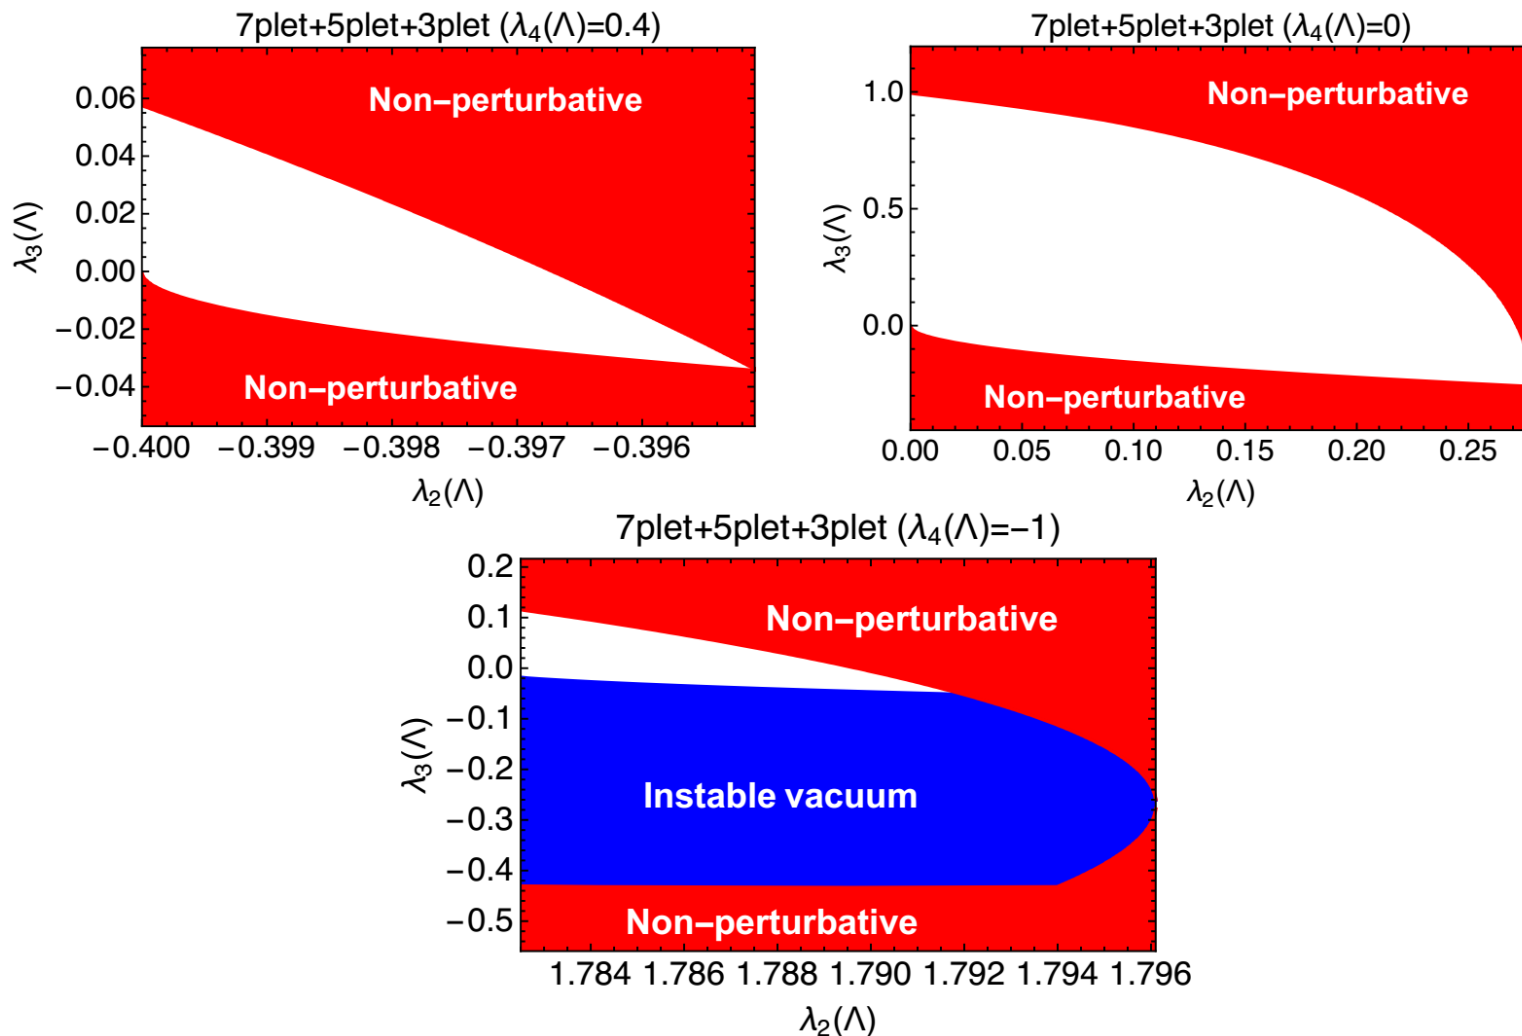 7plet+5plet+3plet (λ4(Λ)=0.4)
Non−perturbative
Non−perturbative
0.06
0.04
0.02
0.00
−0.02
−0.04
λ3(Λ)
−0.400 −0.399 −0.398 −0.397 −0.396
λ2(Λ)
7plet+5plet+3plet (λ4(Λ)=0)
Non−perturbative
Non−perturbative
1.0
0.5
0.0
λ3(Λ)
0.00 0.05 0.10 0.15 0.20 0.25
λ2(Λ)
7plet+5plet+3plet (λ4(Λ)=−1)
Non−perturbative
Instable vacuum
Non−perturbative
0.2
0.1
0.0
−0.1
−0.2
−0.3
−0.4
−0.5
λ3(Λ)
1.784 1.786 1.788 1.790 1.792 1.794 1.796
λ2(Λ)